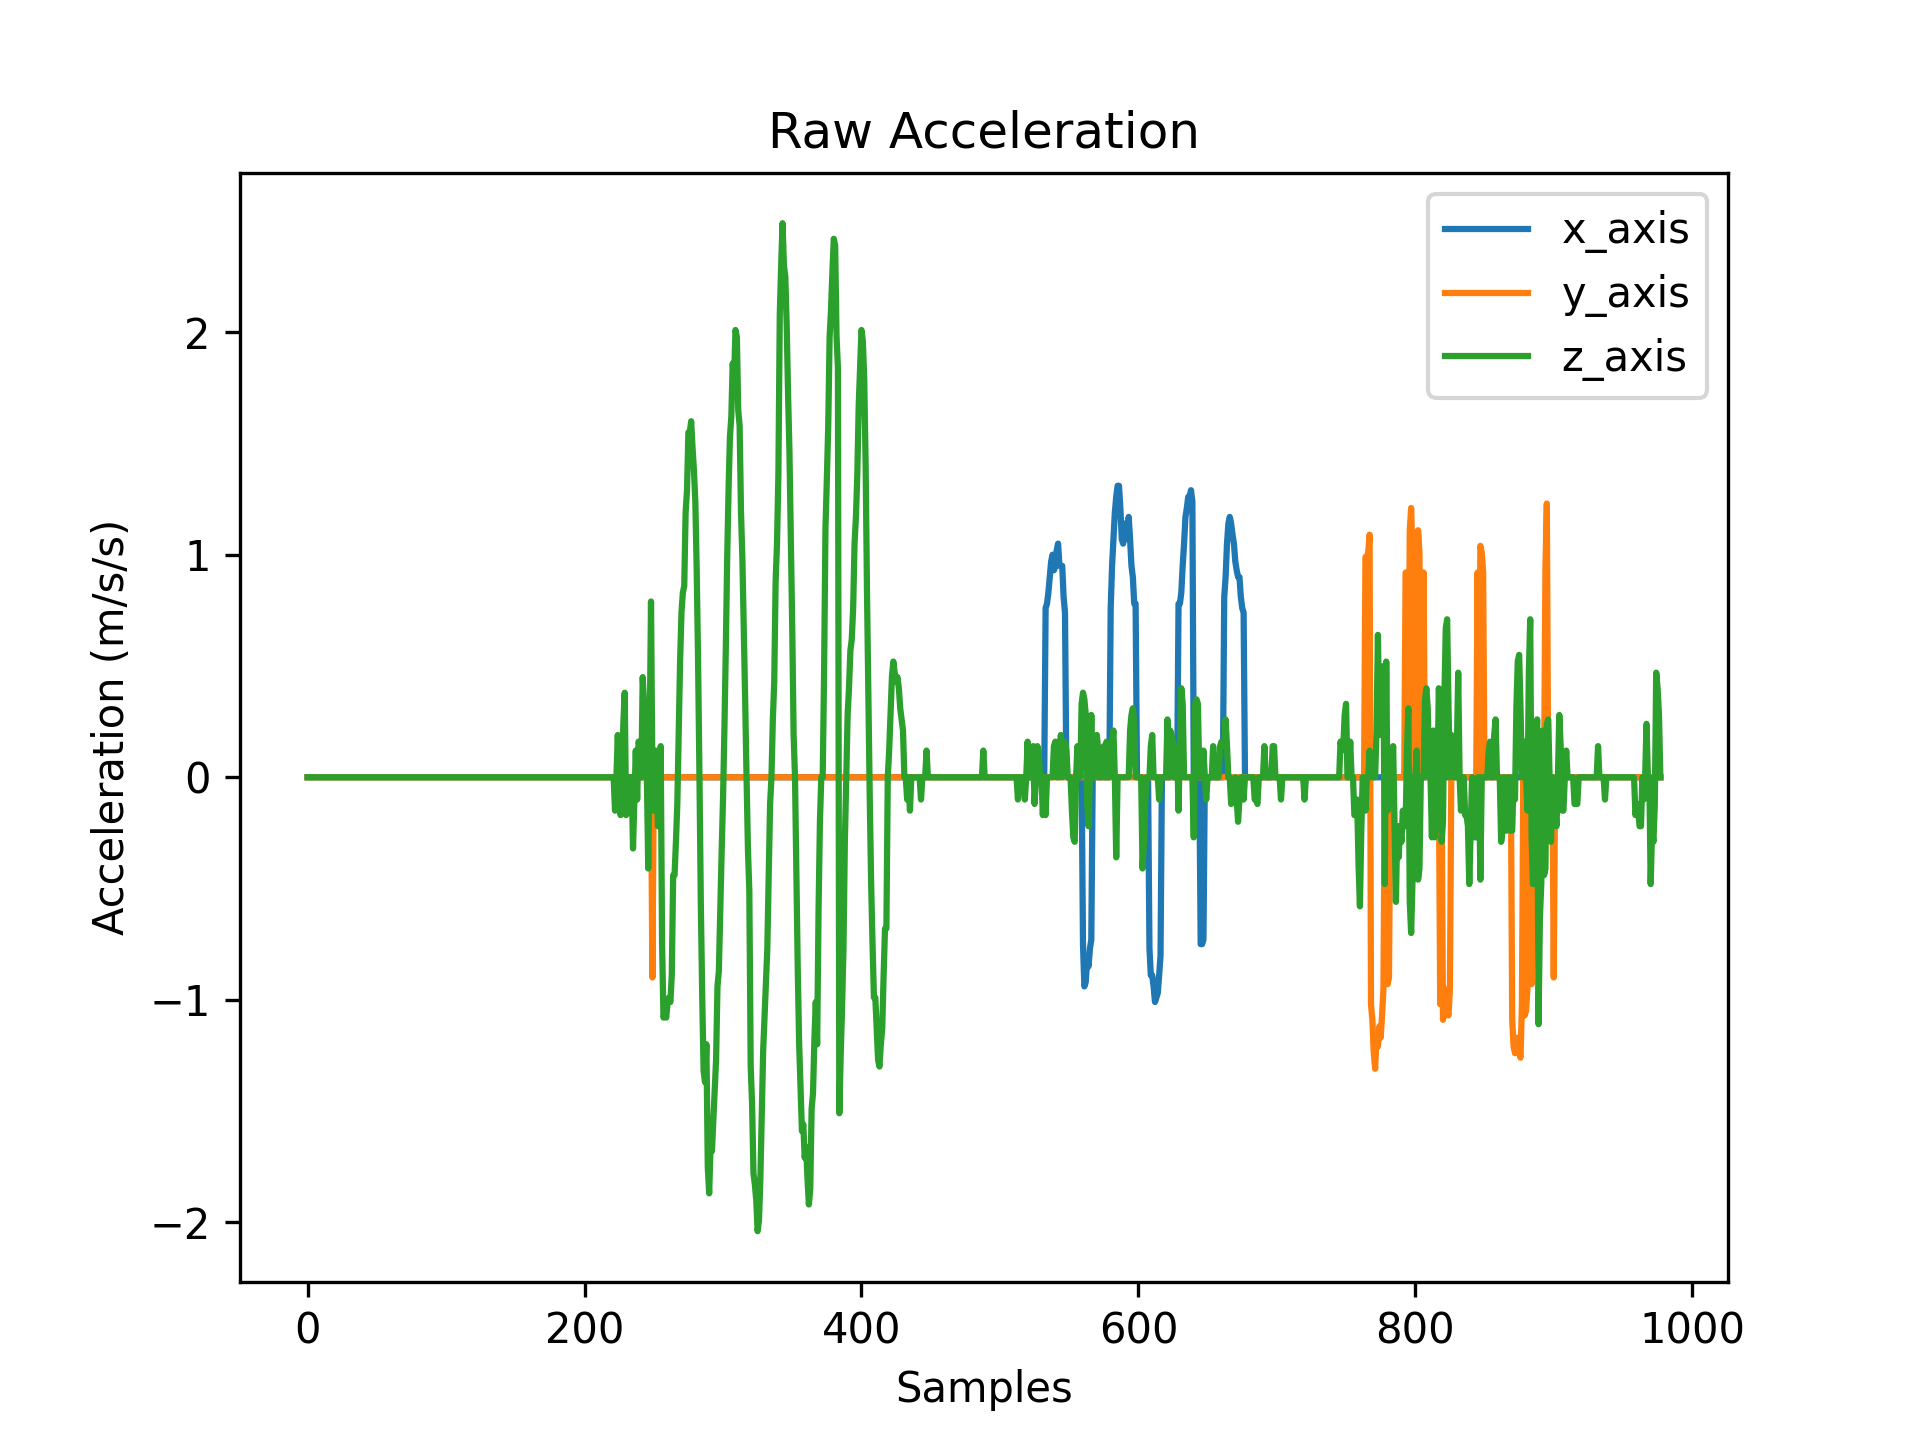 Raw Acceleration
x_axis
y_axis
z_axis
Acceleration (m/s/s)
2
1
0
−1
−2
0 200 400 600 800 1000
Samples